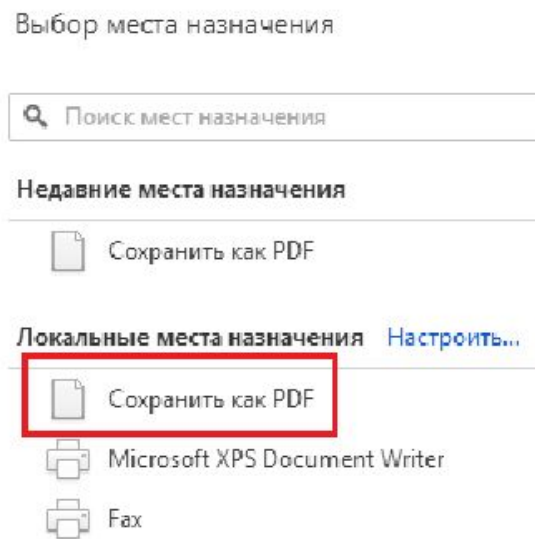 Выбор места назначения
Поиск мест назначения
Недавние места назначения
Сохранить как PDF
Локальные места назначения Настроить...
Сохранить как PDF
Microsoft XPS Document Writer
Fax